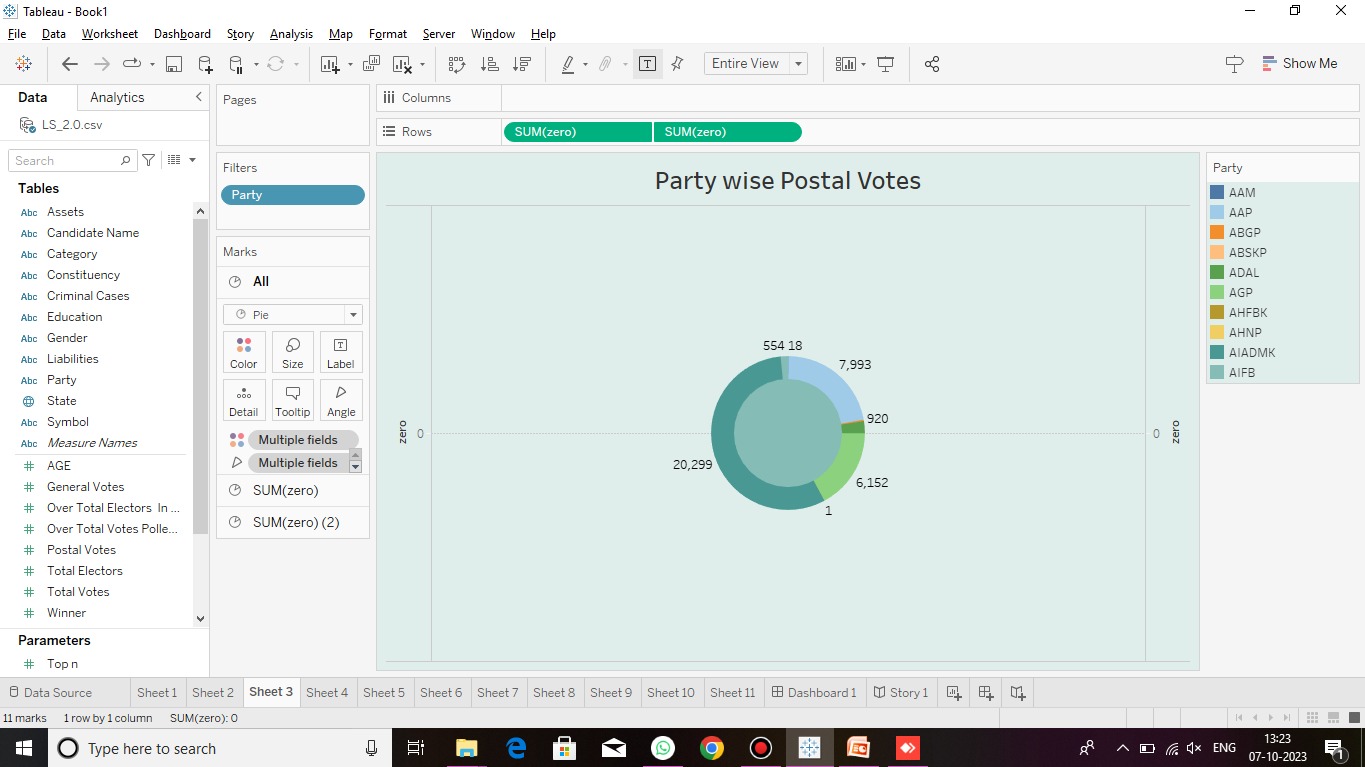 Tableau - Book1
File Data Worksheet Dashboard Story Analysis Map Format Server Window Help
Entire View
Show Me
Data Analytics
LS_2.0.csv
Search
Tables
Abc Assets
Abc Candidate Name
Abc Category
Abc Constituency
Abc Criminal Cases
Abc Education
Abc Gender
Abc Liabilities
Abc Party
State
Abc Symbol
Abc Measure Names
# AGE
# General Votes
# Over Total Electors In ...
# Over Total Votes Polle...
# Postal Votes
# Total Electors
# Total Votes
# Winner
Parameters
# Top n
Pages
Filters
Party
Marks
All
Pie
Color Size Label
Detail Tooltip Angle
Multiple fields
Multiple fields
SUM(zero)
SUM(zero) (2)
Columns
Rows SUM(zero) SUM(zero)
Party wise Postal Votes
554 18
7,993
920
zero 0
0 zero
20,299
6,152
1
Party
AAM
AAP
ABGP
ABSKP
ADAL
AGP
AHFBK
AHNP
AIADMK
AIFB
Data Source Sheet 1 Sheet 2 Sheet 3 Sheet 4 Sheet 5 Sheet 6 Sheet 7 Sheet 8 Sheet 9 Sheet 10 Sheet 11 Dashboard 1 Story 1
11 marks 1 row by 1 column SUM(zero): 0
Type here to search
ENG
13:23
07-10-2023
1